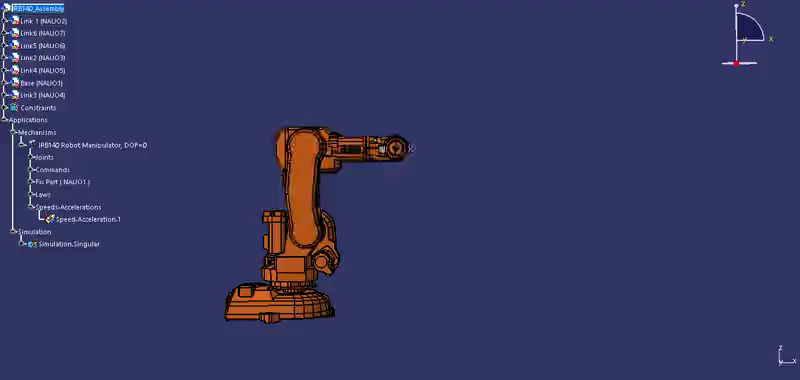 IRB140_Assembly
Link 1 (NAUO2)
Link6 (NAUO7)
Link5 (NAUO6)
Link2 (NAUO3)
Link4 (NAUO5)
Base (NAUO1)
Link3 (NAUO4)
Constraints
Applications
Mechanisms
IRB140 Robot Manipulator, DOF=0
Joints
Commands
Fix Part ( NAUO1 )
Laws
Speeds-Accelerations
Speed-Acceleration.1
Simulation
Simulation.Singular
z
y
x
z
x